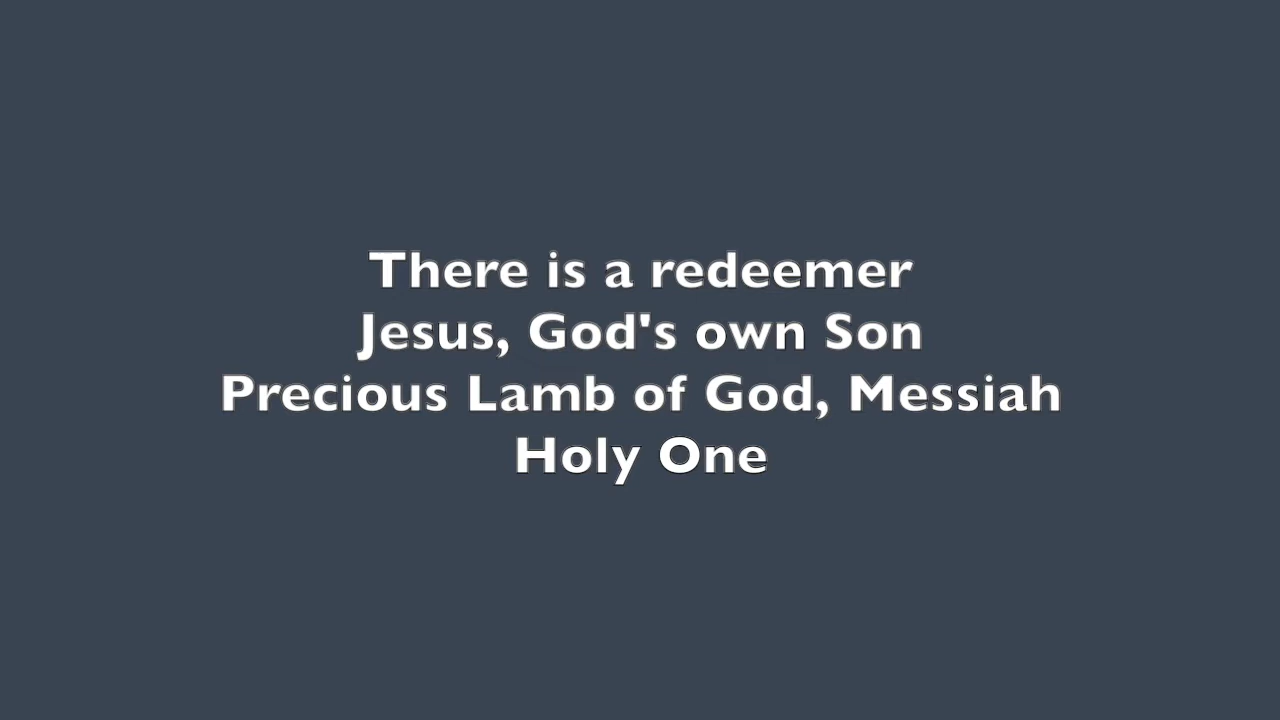 There is a redeemer
Jesus, God's own Son
Precious Lamb of God, Messiah
Holy One